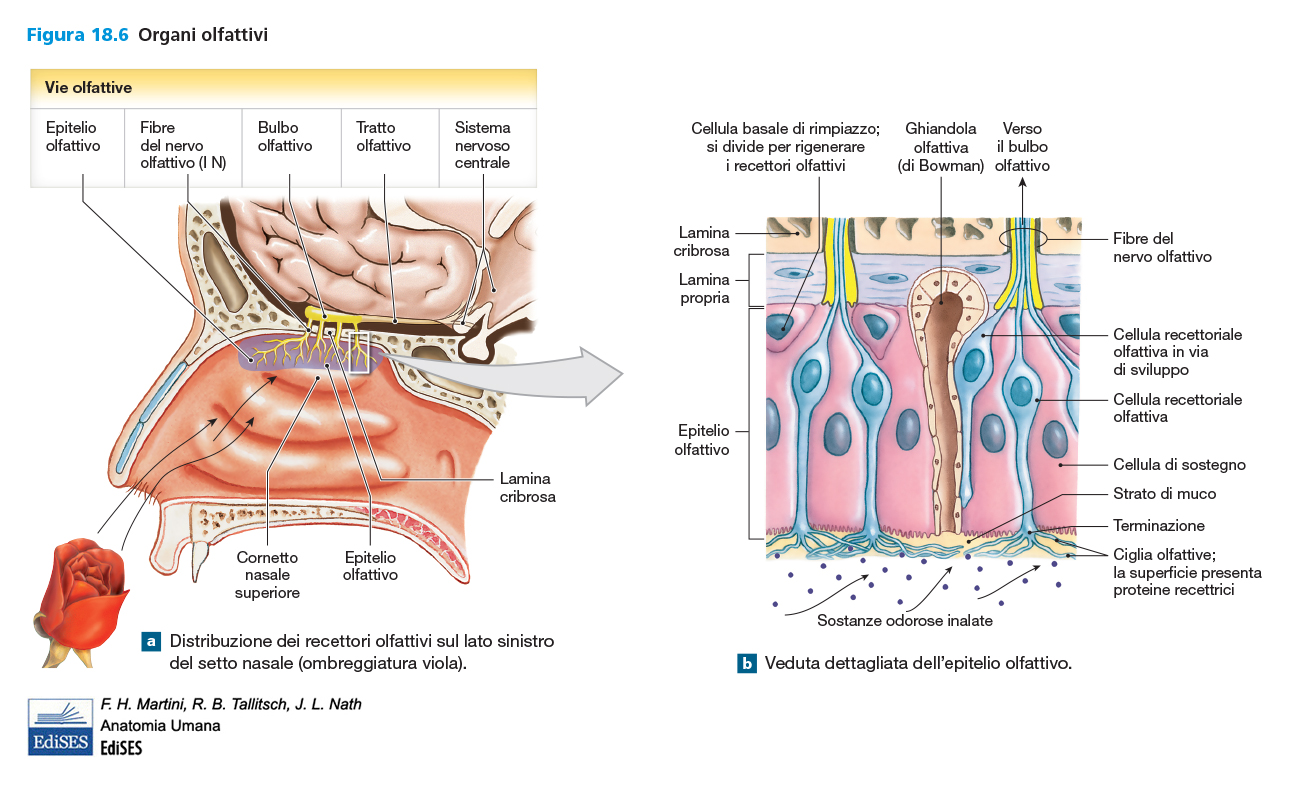 Figura 18.6 Organi olfattivi
Vie olfattive
Epitelio
olfattivo
Fibre
del nervo
olfattivo (I N)
Bulbo
olfattivo
Tratto
olfattivo
Sistema
nervoso
centrale
Lamina
cribrosa
Cornetto
nasale
superiore
Epitelio
olfattivo
a Distribuzione dei recettori olfattivi sul lato sinistro
del setto nasale (ombreggiatura viola).
Cellula basale di rimpiazzo;
si divide per rigenerare
i recettori olfattivi
Ghiandola
olfattiva
(di Bowman)
Verso
il bulbo
olfattivo
Lamina
cribrosa
Lamina
propria
Epitelio
olfattivo
Fibre del
nervo olfattivo
Cellula recettoriale
olfattiva in via
di sviluppo
Cellula recettoriale
olfattiva
Cellula di sostegno
Strato di muco
Terminazione
Ciglia olfattive;
la superficie presenta
proteine recettrici
Sostanze odorose inalate
b Veduta dettagliata dell'epitelio olfattivo.
EdiSES
F. H. Martini, R. B. Tallitsch, J. L. Nath
Anatomia Umana
EdiSES